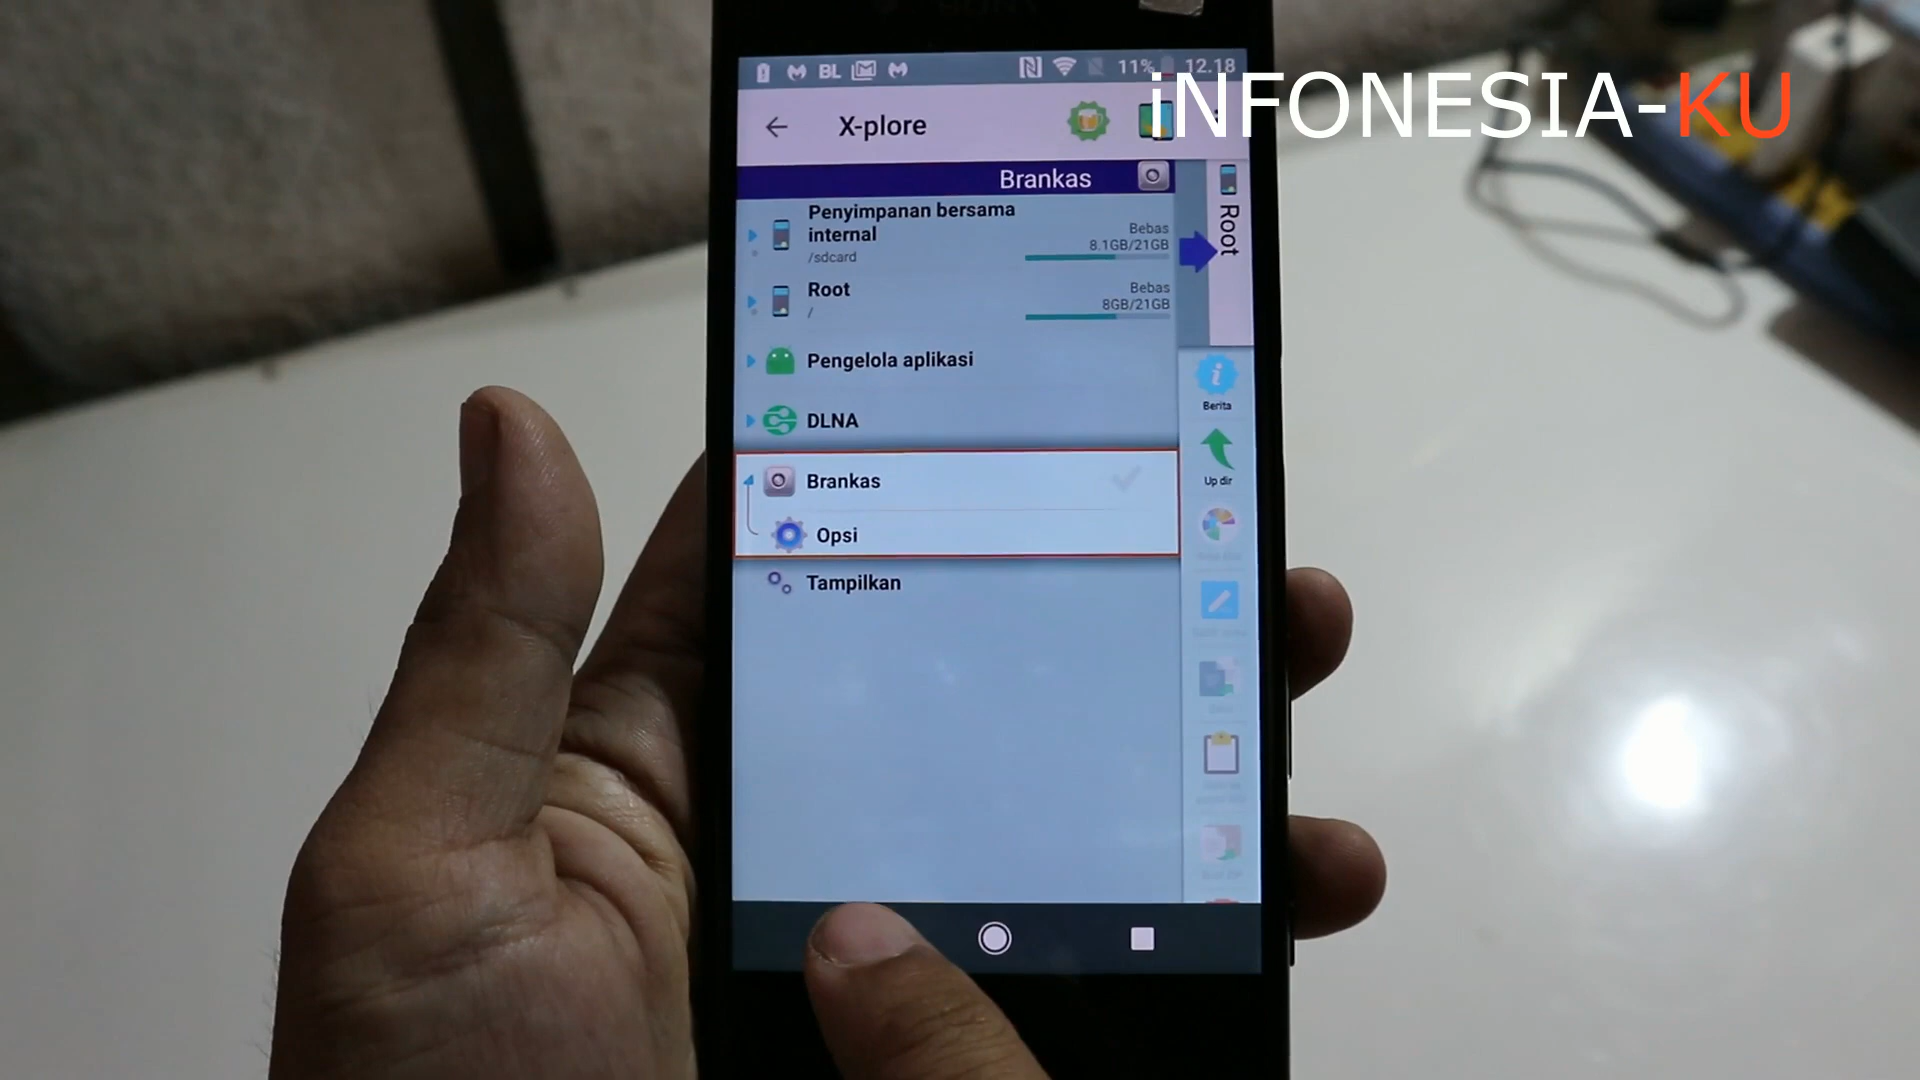 SONY
BL
11%
12.18
iNFONESIA-KU
X-plore
Brankas
Penyimpanan bersama
internal
/sdcard
Bebas
8.1GB/21GB
Root
/
Bebas
8GB/21GB
Pengelola aplikasi
DLNA
Brankas
Opsi
Tampilkan
Root
Berita
Up dir